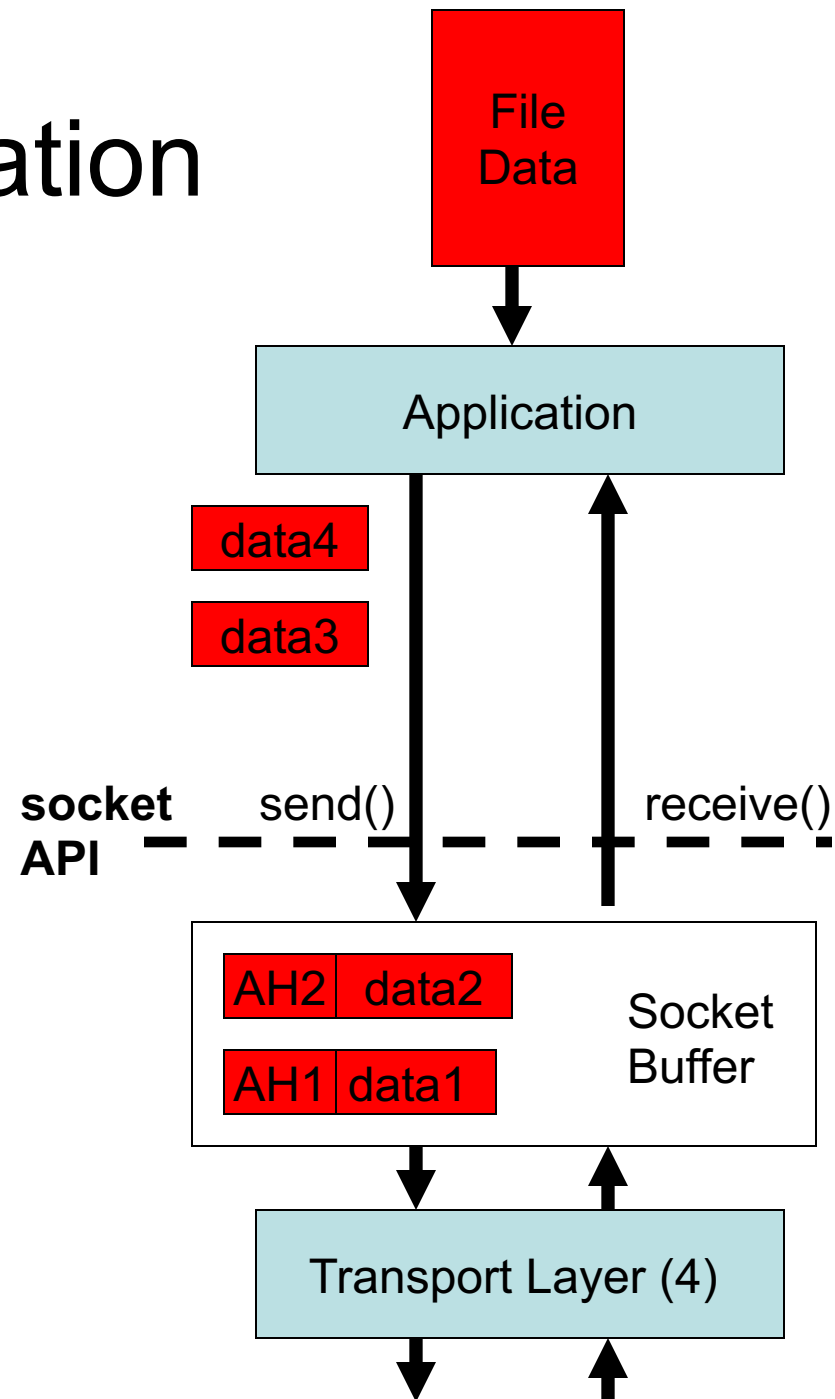 ation
File
Data
Application
data4
data3
socket
API
send()
receive()
AH2 data2
AH1 data1
Socket
Buffer
Transport Layer (4)